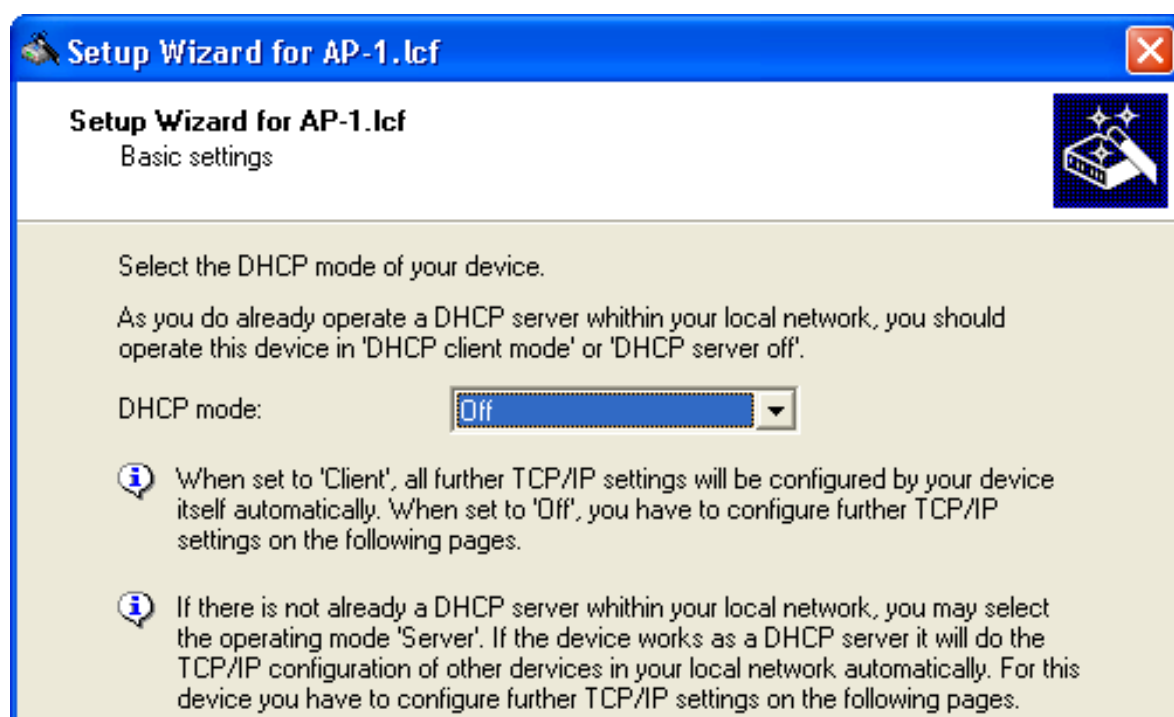 Setup Wizard for AP-1.lcf
Setup Wizard for AP-1.lcf
Basic settings
Select the DHCP mode of your device.
As you do already operate a DHCP server whithin your local network, you should
operate this device in 'DHCP client mode' or 'DHCP server off'.
DHCP mode:
Off
When set to 'Client', all further TCP/IP settings will be configured by your device
itself automatically. When set to 'Off', you have to configure further TCP/IP
settings on the following pages.
If there is not already a DHCP server whithin your local network, you may select
the operating mode 'Server'. If the device works as a DHCP server it will do the
TCP/IP configuration of other dervices in your local network automatically. For this
device you have to configure further TCP/IP settings on the following pages.